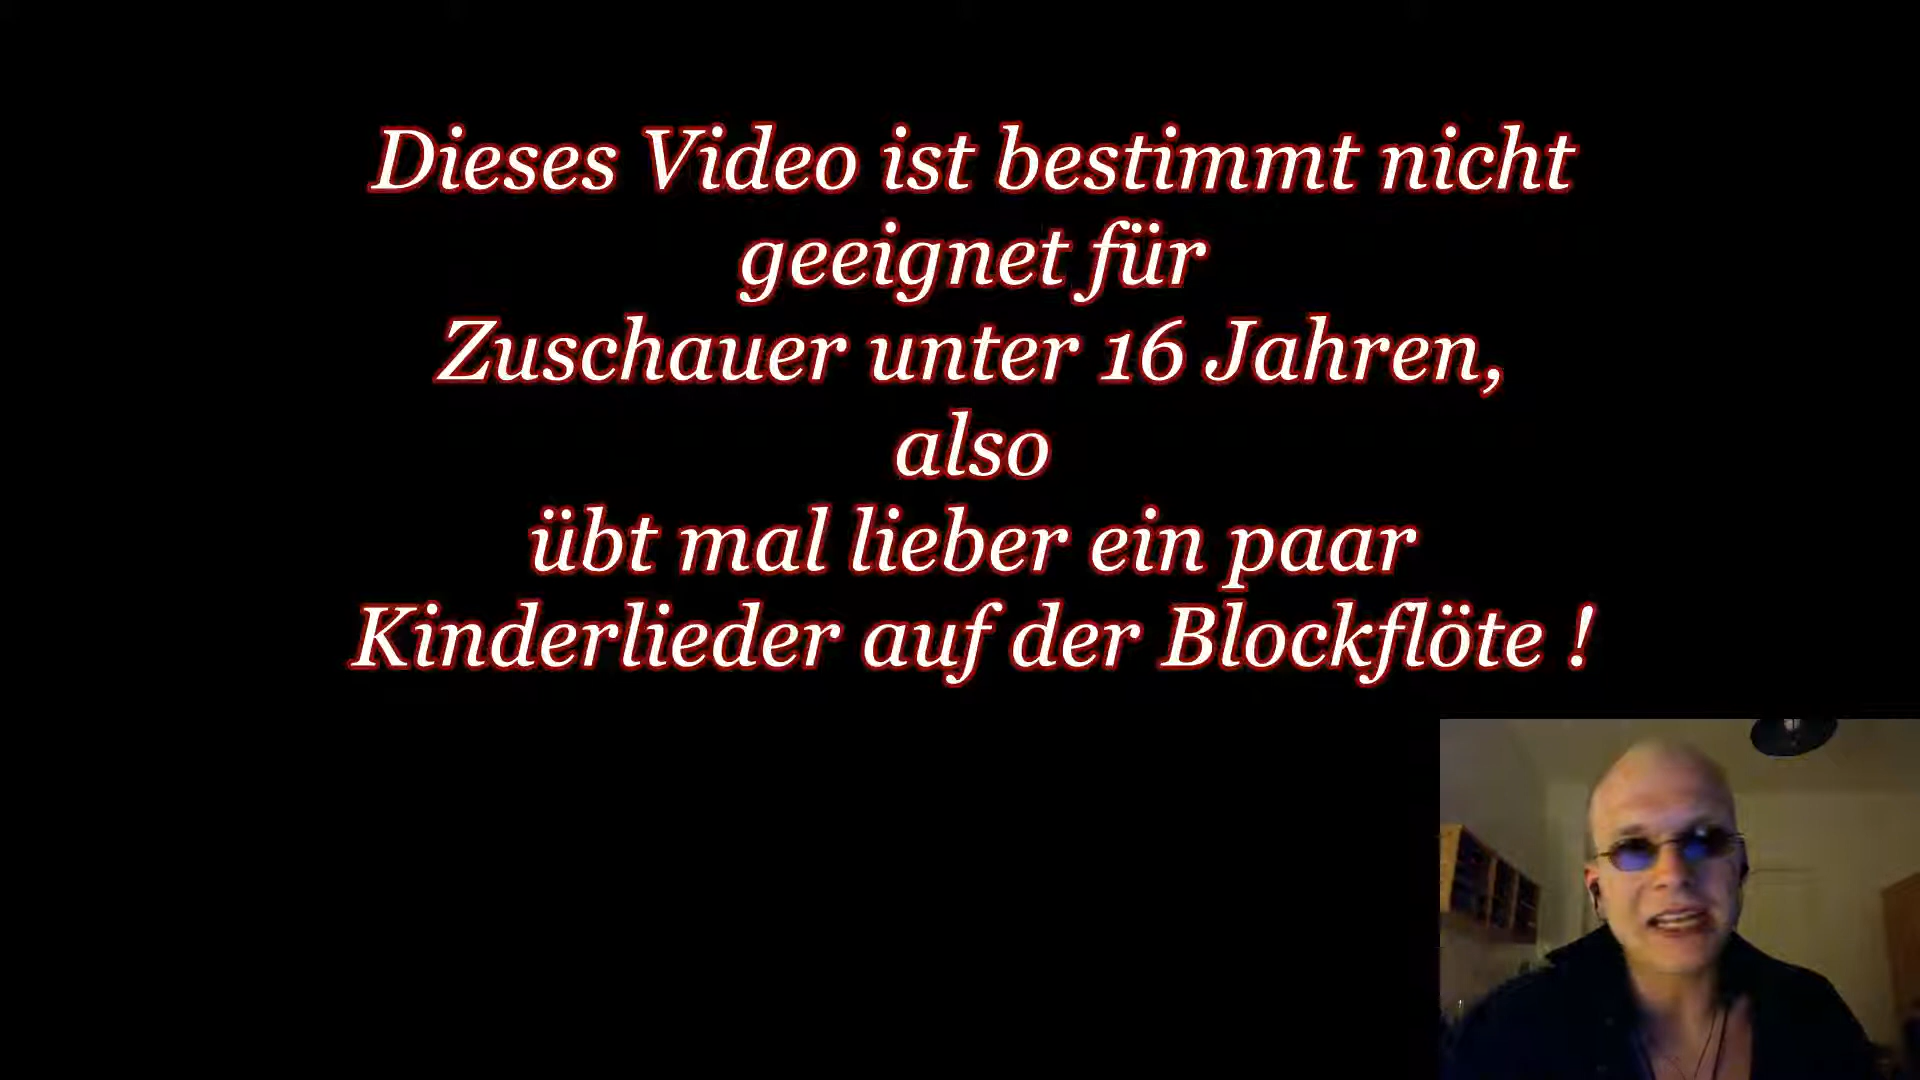 Dieses Video ist bestimmt nicht
geeignet für
Zuschauer unter 16 Jahren,
also
übt mal lieber ein paar
Kinderlieder auf der Blockflöte !